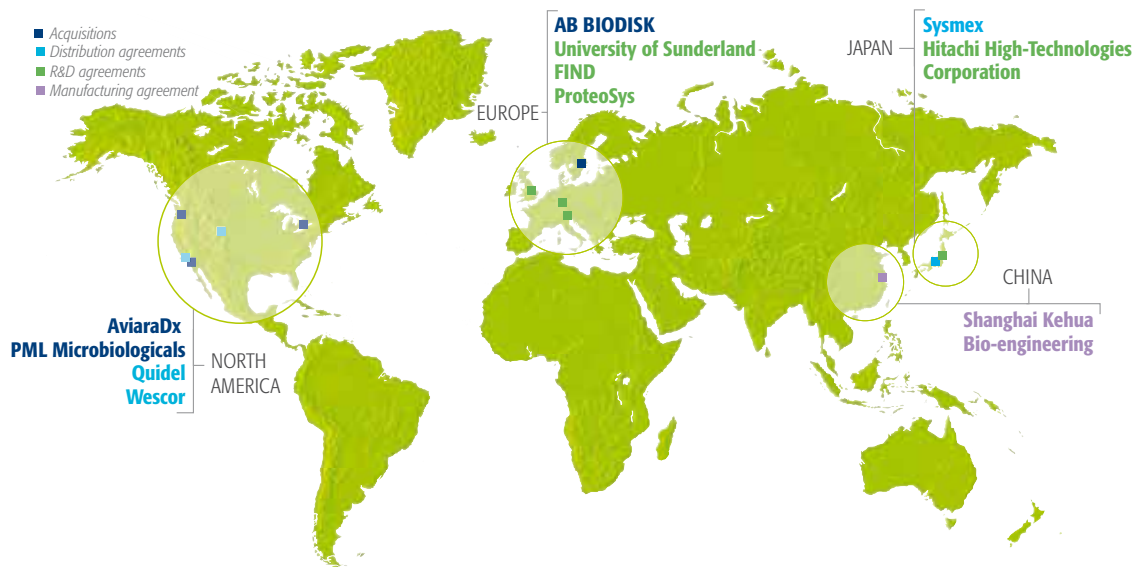 Acquisitions
Distribution agreements
R&D agreements
Manufacturing agreement
AB BIODISK
University of Sunderland
FIND
ProteoSys
EUROPE
Sysmex
Hitachi High-Technologies
Corporation
JAPAN
CHINA
Shanghai Kehua
Bio-engineering
AviaraDx
PML Microbiologicals
Quidel
Wescor
NORTH
AMERICA